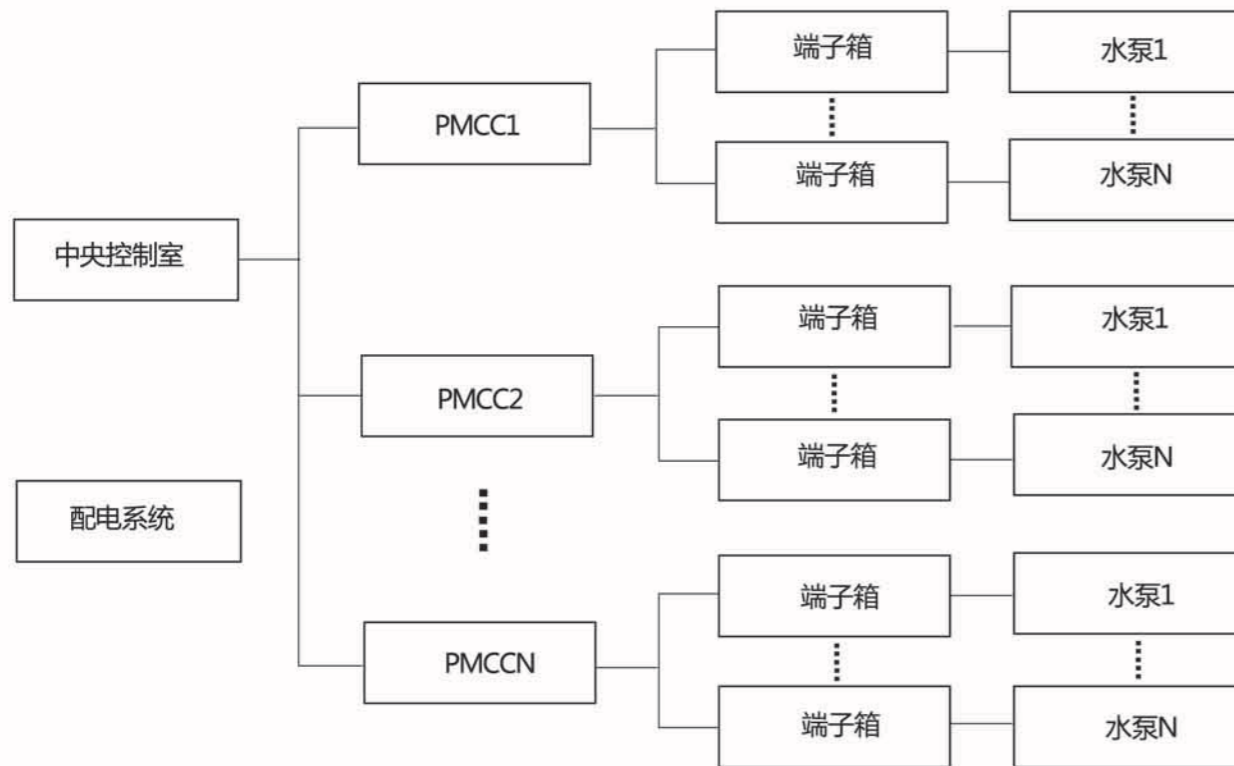 端子箱
水泵1
PMCC1
端子箱
水泵N
中央控制室
端子箱
水泵1
PMCC2
端子箱
水泵N
配电系统
端子箱
水泵1
PMCCN
端子箱
水泵N